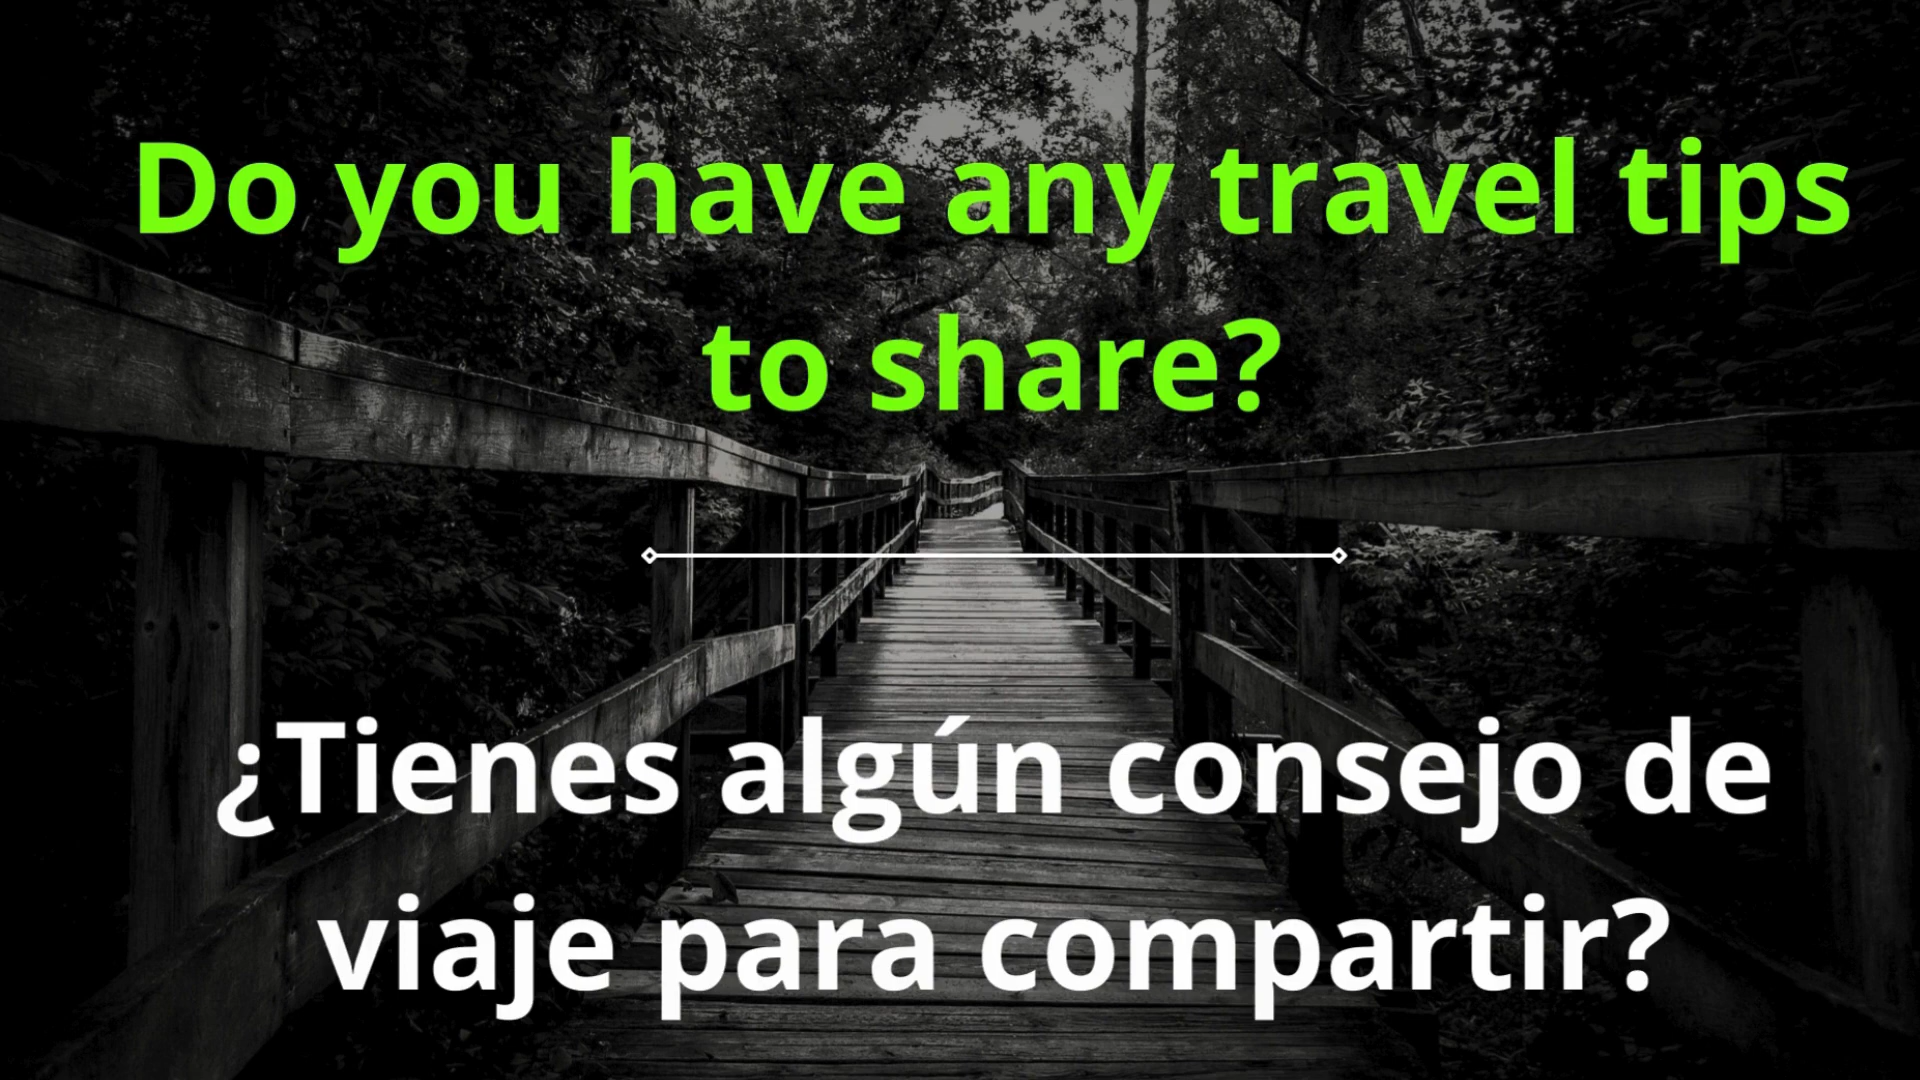 Do you have any travel tips
to share?
¿Tienes algún consejo de
viaje para compartir?